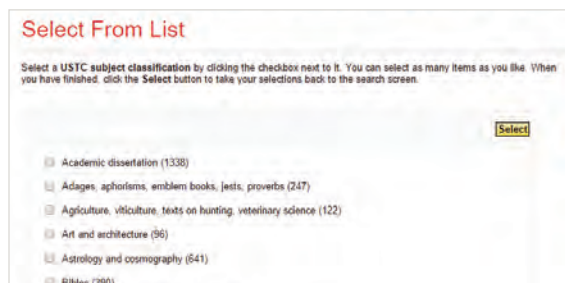 Select From List
Select a USTC subject classification by clicking the checkbox next to it. You can select as many items as you like. When
you have finished, click the Select button to take your selections back to the search screen.
Select
Academic dissertation (1338)
Adages, aphorisms, emblem books, jests, proverbs (247)
Agriculture, viticulture, texts on hunting, veterinary science (122)
Art and architecture (96)
Astrology and cosmography (641)
Bibles